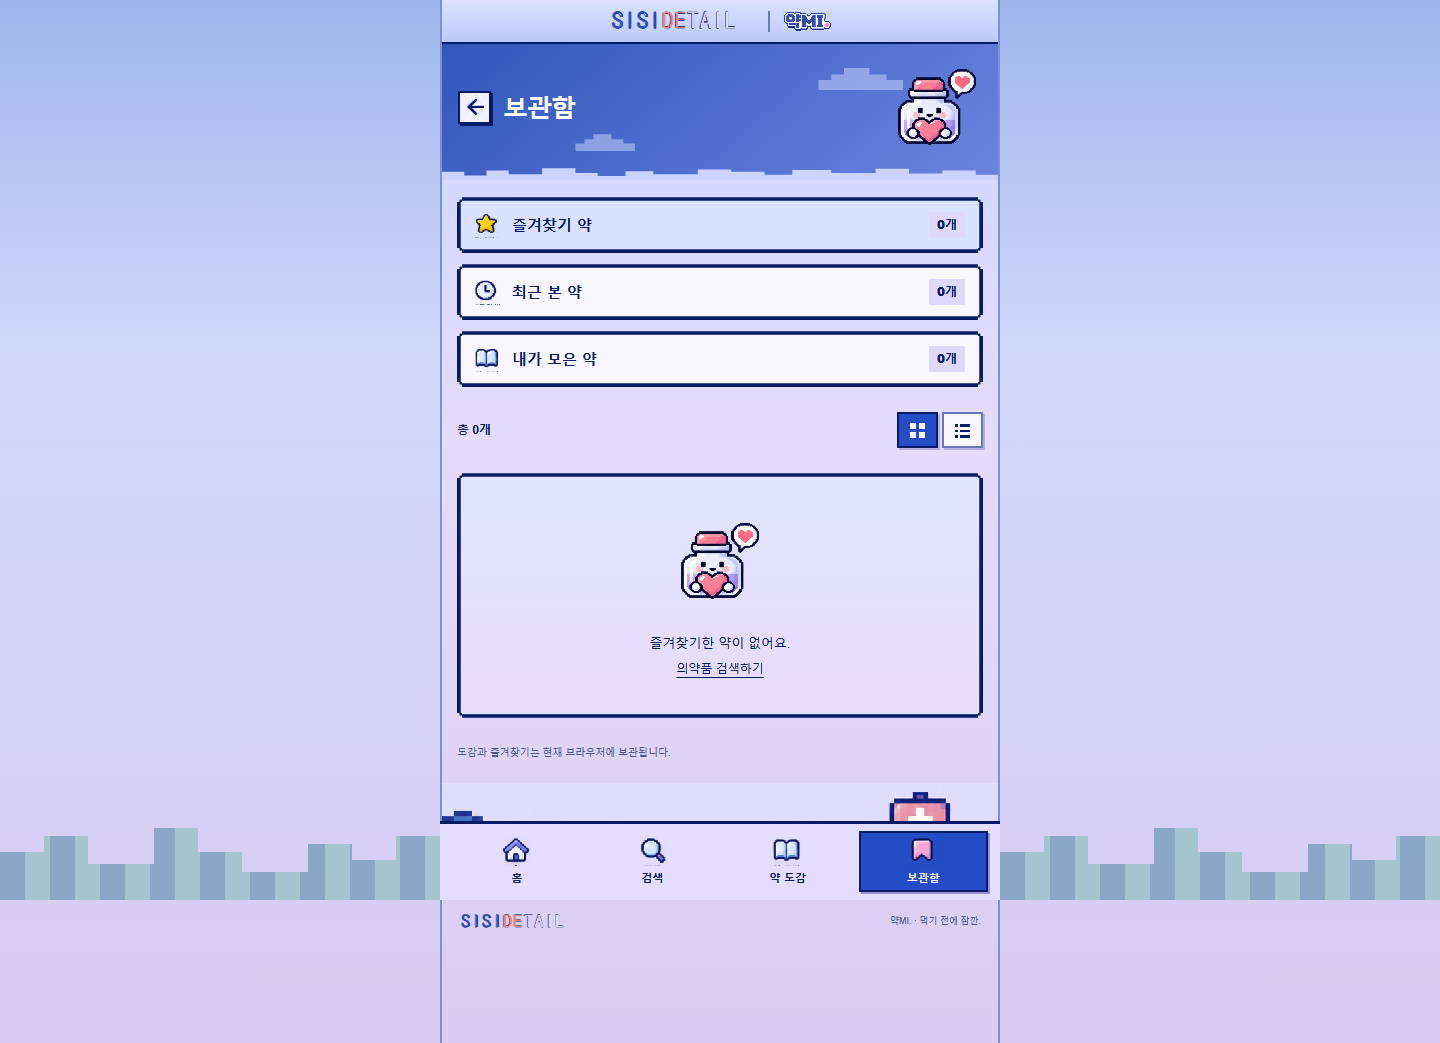 SISIDETAIL
약MI.
보관함
즐겨찾기 약
0개
최근 본 약
0개
내가 모은 약
0개
총 0개
즐겨찾기한 약이 없어요.
의약품 검색하기
도감과 즐겨찾기는 현재 브라우저에 보관됩니다.
홈
검색
약 도감
보관함
SISIDETAIL
약MI. · 먹기 전에 잠깐.